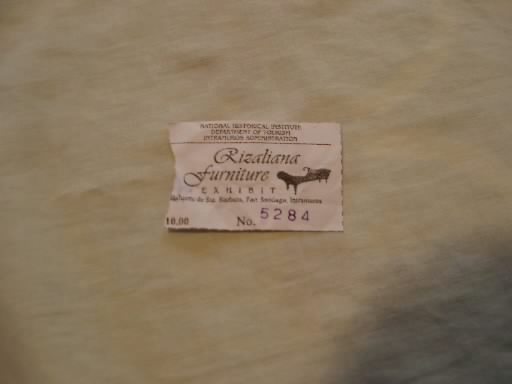 NATIONAL HISTORICAL INSTITUTE
DEPARTMENT OF TOURISM
INTRAMUROS ADMINISTRATION
Rizaliana
Furniture
EXHIBIT
de Sta. Barbara, Fort Santiago, Intramuros
10.00 No. 5284